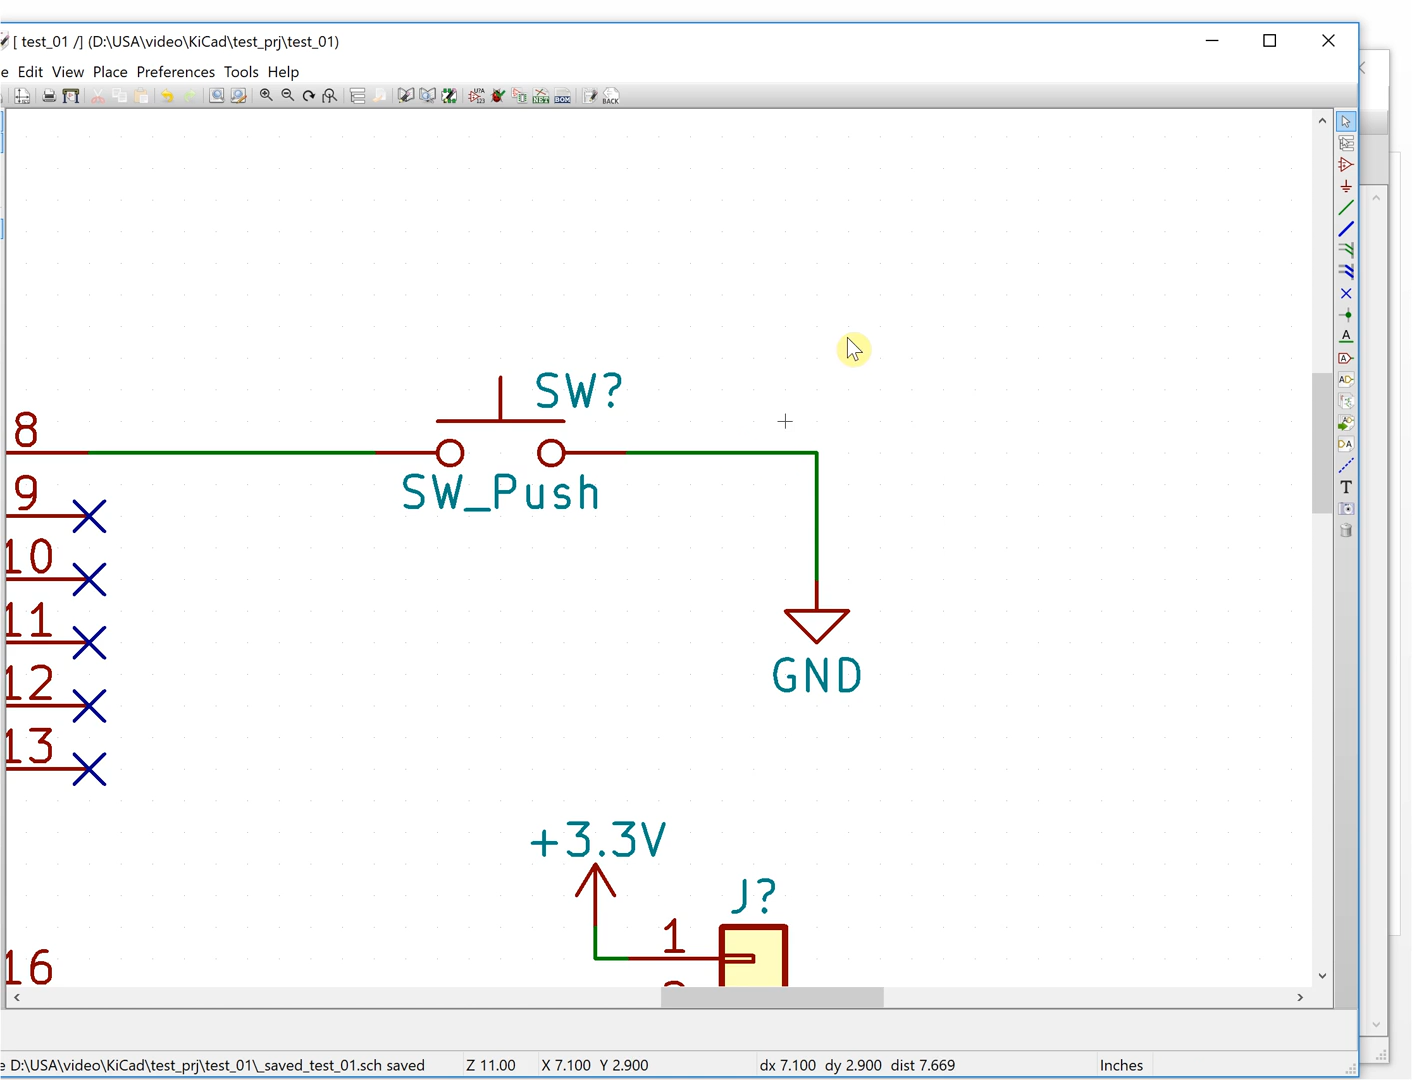 [ test_01 /] (D:\USA\video\KiCad\test_prj\test_01)
e Edit View Place Preferences Tools Help
BOM BACK
A
A
T
SW?
8
SW_Push
9
10
11
GND
12
13
+3.3V
J?
1
16
e D:\USA\video\KiCad\test_prj\test_01\_saved_test_01.sch saved Z 11.00 X 7.100 Y 2.900 dx 7.100 dy 2.900 dist 7.669 Inches